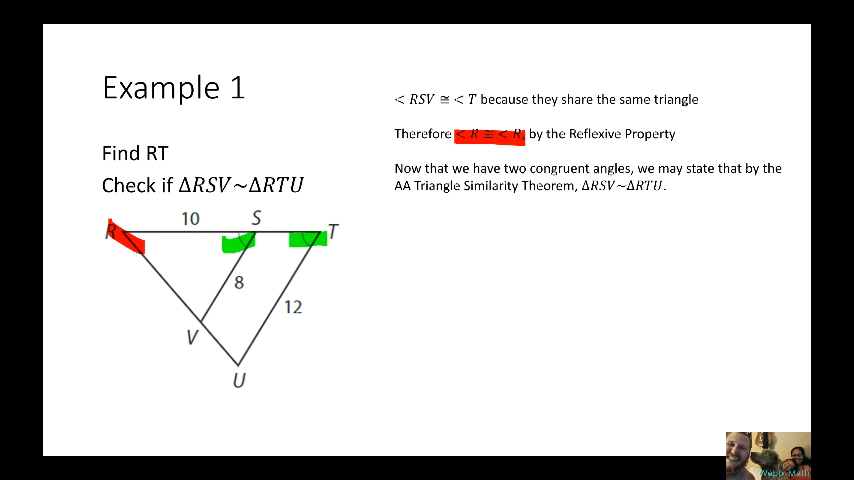 Example 1
Find RT
Check if ΔRSV~ΔRTU
10
R
S
T
8
12
V
U
< RSV ≅ < T because they share the same triangle
Therefore < R ≅ < R, by the Reflexive Property
Now that we have two congruent angles, we may state that by the
AA Triangle Similarity Theorem, ΔRSV~ΔRTU.
Webb Math